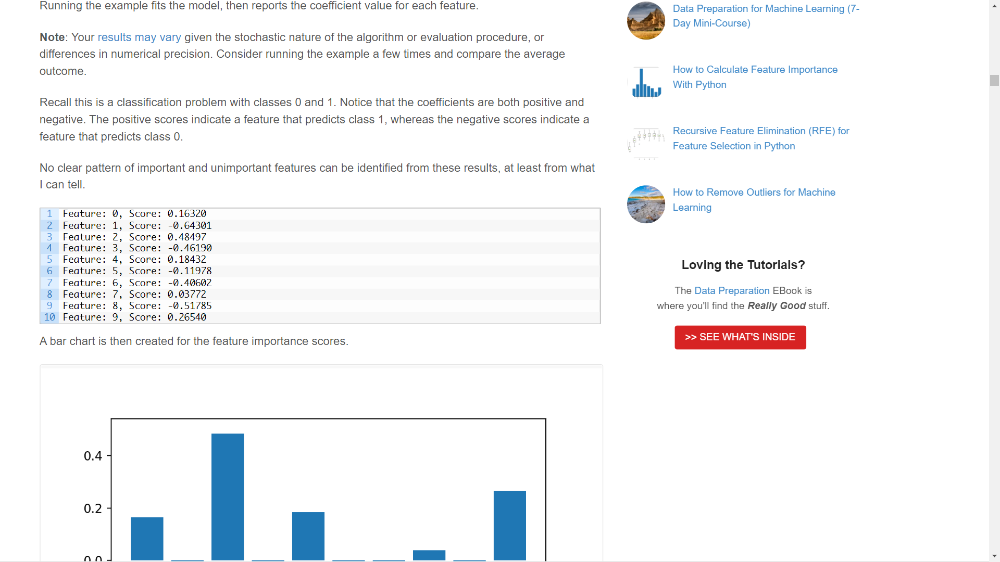 Running the example fits the model, then reports the coefficient value for each feature.
Note: Your results may vary given the stochastic nature of the algorithm or evaluation procedure, or
differences in numerical precision. Consider running the example a few times and compare the average
outcome.
Recall this is a classification problem with classes 0 and 1. Notice that the coefficients are both positive and
negative. The positive scores indicate a feature that predicts class 1, whereas the negative scores indicate a
feature that predicts class 0.
No clear pattern of important and unimportant features can be identified from these results, at least from what
I can tell.
1 Feature: 0, Score: 0.16320
2 Feature: 1, Score: -0.64301
3 Feature: 2, Score: 0.48497
4 Feature: 3, Score: -0.46190
5 Feature: 4, Score: 0.18432
6 Feature: 5, Score: -0.11978
7 Feature: 6, Score: -0.40602
8 Feature: 7, Score: 0.03772
9 Feature: 8, Score: -0.51785
10 Feature: 9, Score: 0.26540
A bar chart is then created for the feature importance scores.
0.4
0.2
0.0
Data Preparation for Machine Learning (7-
Day Mini-Course)
How to Calculate Feature Importance
With Python
Recursive Feature Elimination (RFE) for
Feature Selection in Python
How to Remove Outliers for Machine
Learning
Loving the Tutorials?
The Data Preparation EBook is
where you'll find the Really Good stuff.
>> SEE WHAT'S INSIDE